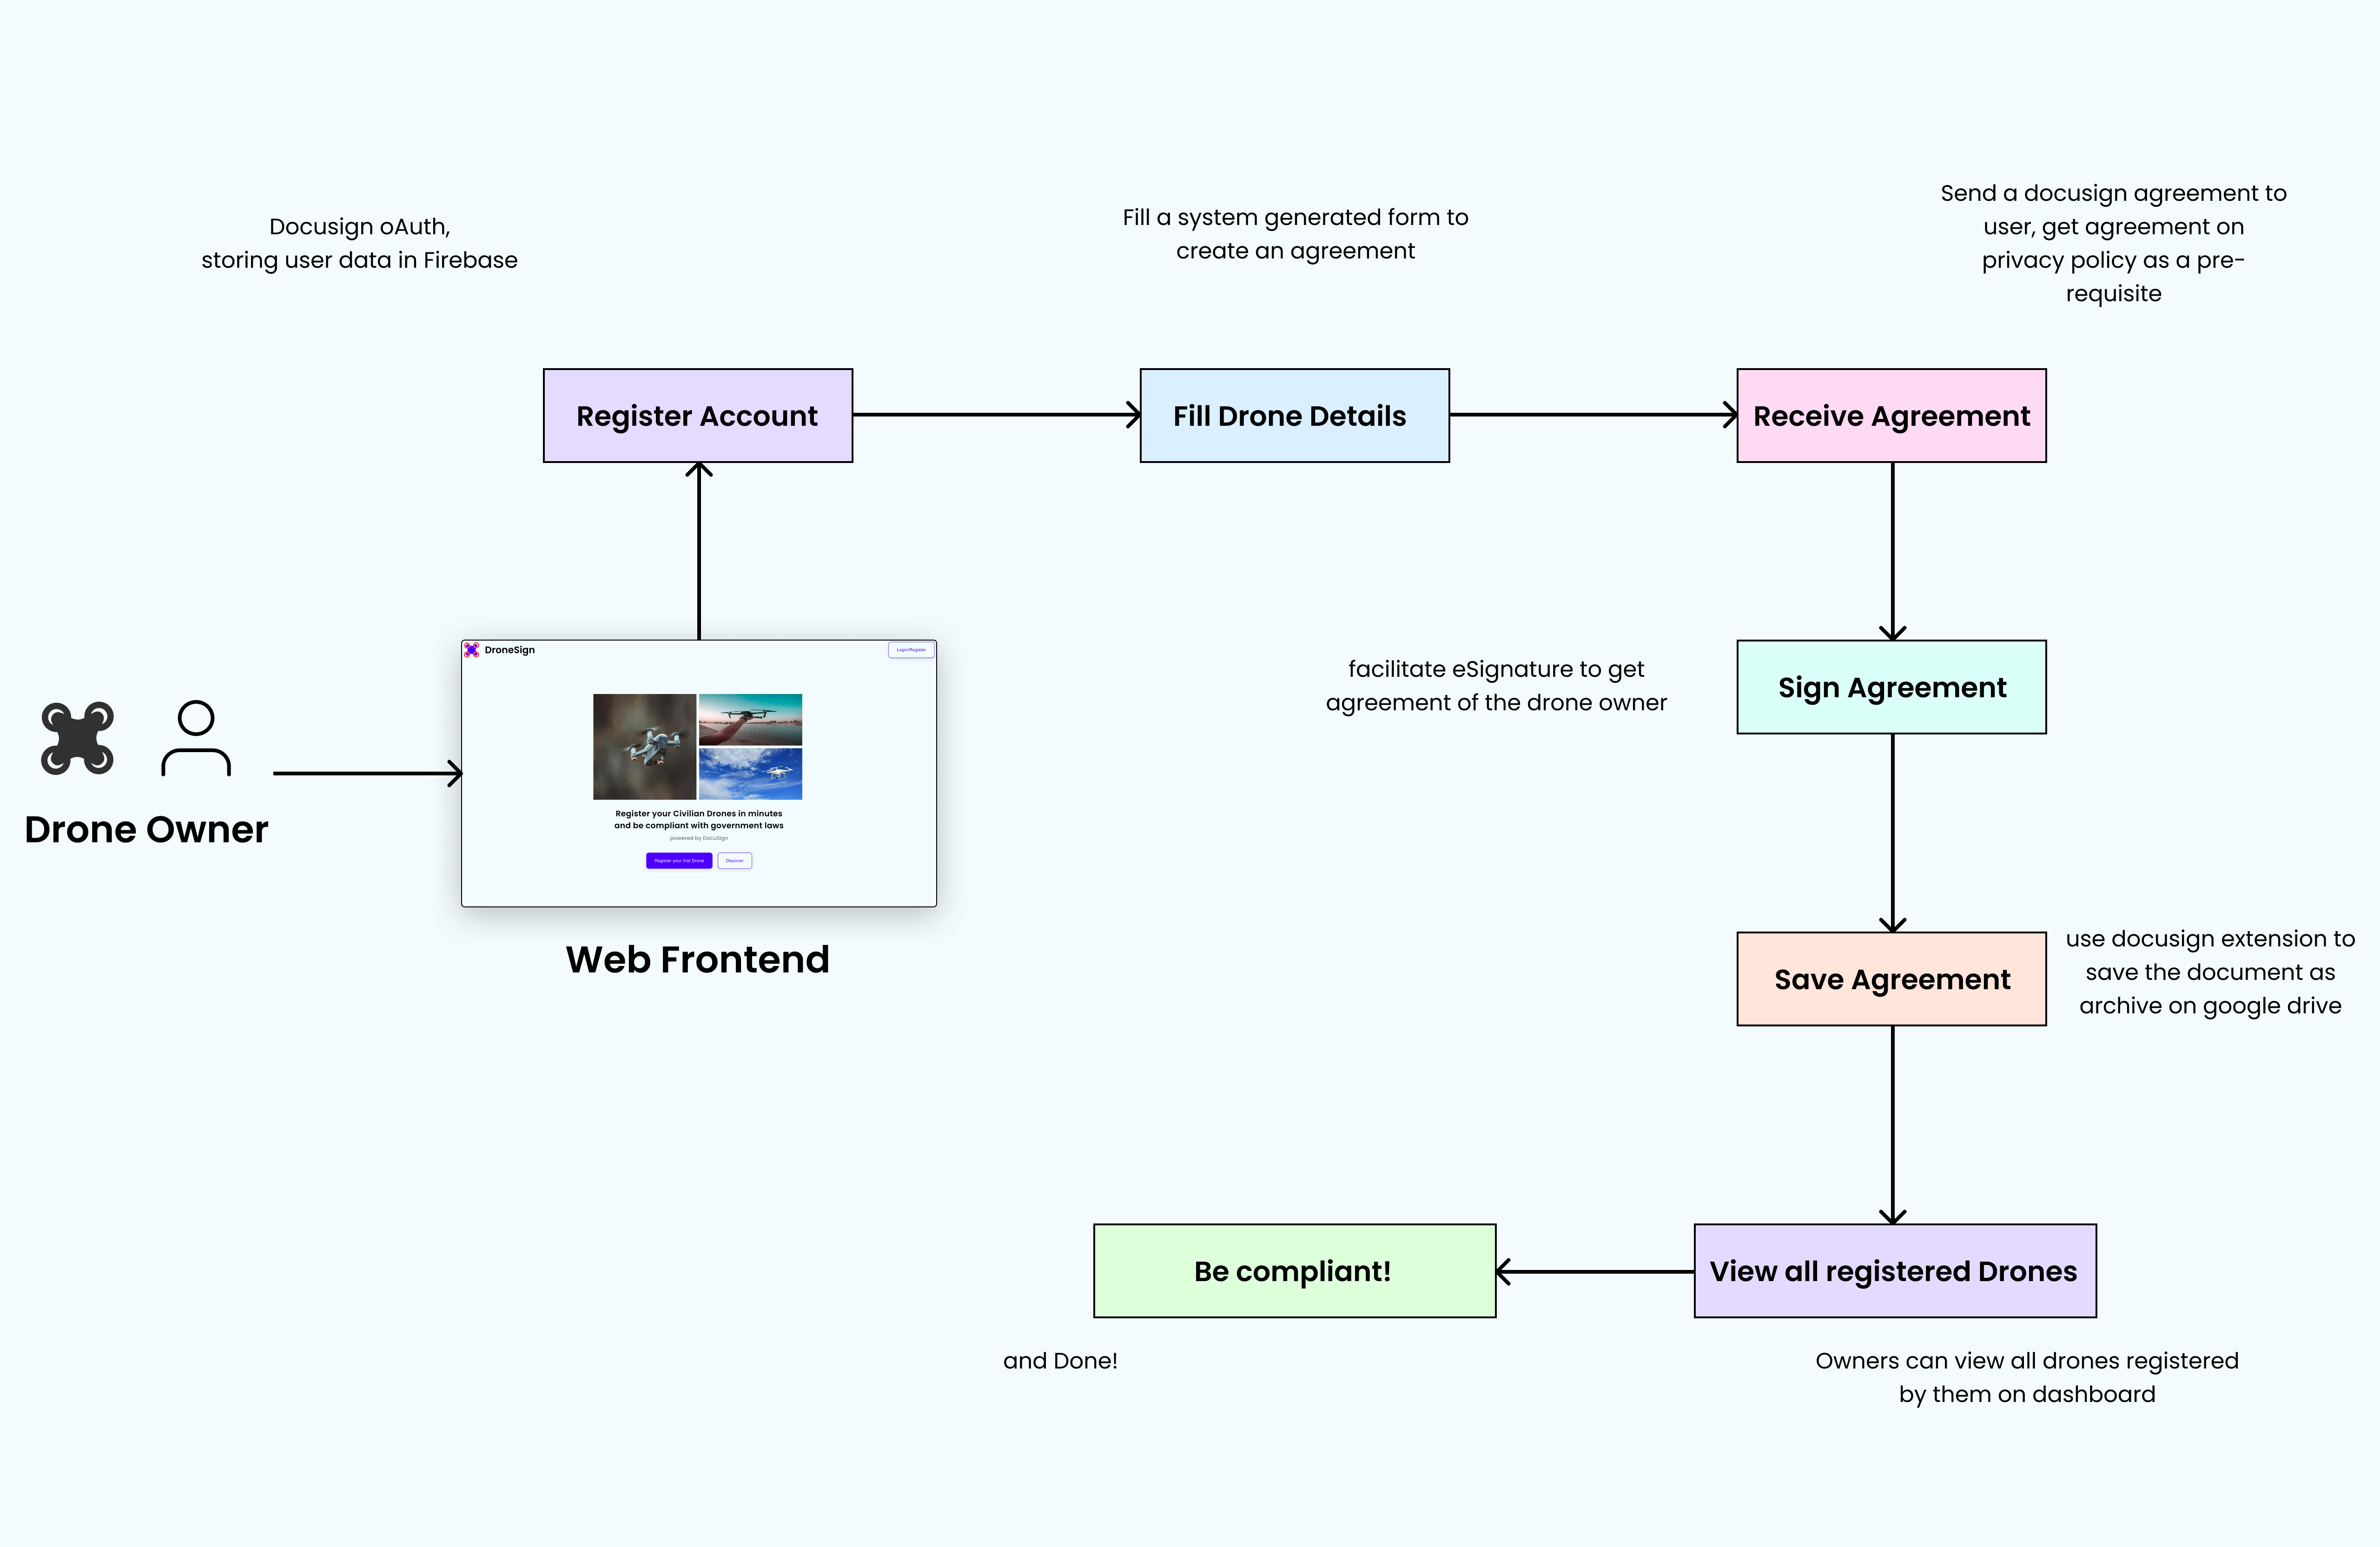 Docusign oAuth,
storing user data in Firebase
Fill a system generated form to
create an agreement
Send a docusign agreement to
user, get agreement on
privacy policy as a pre-
requisite
Register Account
Fill Drone Details
Receive Agreement
DroneSign
Login/Register
Register your Civilian Drones in minutes
and be compliant with government laws
powered by DocuSign
Register your first Drone
Discover
Drone Owner
Web Frontend
facilitate eSignature to get
agreement of the drone owner
Sign Agreement
Save Agreement
use docusign extension to
save the document as
archive on google drive
View all registered Drones
Owners can view all drones registered
by them on dashboard
Be compliant!
and Done!